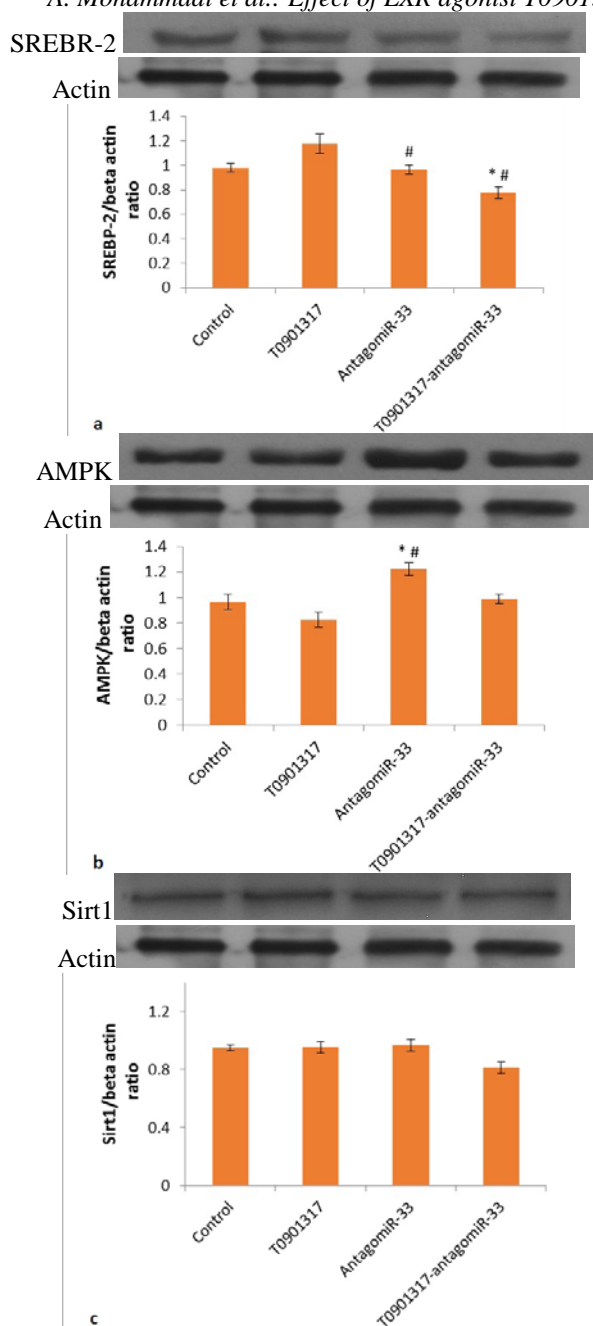 A. Mohammadi et al.: Effect of LXR agonist T0901
SREBR-2
Actin
1.4
1.2
1
0.8
0.6
0.4
0.2
0
SREBP-2/beta actin
ratio
#
* #
Control
T0901317
AntagomiR-33
T0901317-antagomiR-33
a
AMPK
Actin
1.4
1.2
1
0.8
0.6
0.4
0.2
0
AMPK/beta actin
ratio
* #
Control
T0901317
AntagomiR-33
T0901317-antagomiR-33
b
Sirt1
Actin
1.2
0.8
0.4
0
Sirt1/beta actin
ratio
Control
T0901317
AntagomiR-33
T0901317-antagomiR-33
c